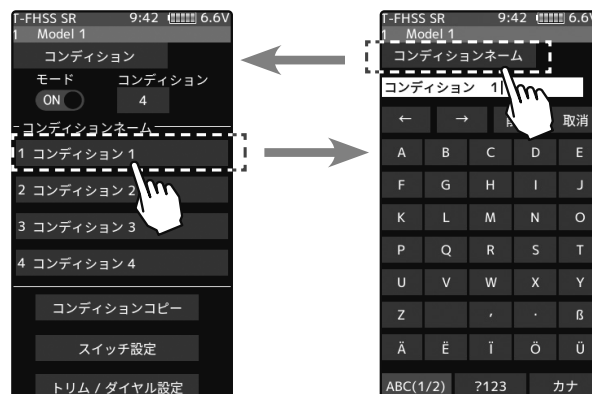 T-FHSS SR 9:42 6.6V
1 Model 1
コンディション
モード コンディション
ON 4
コンディションネーム
1 コンディション 1
2 コンディション 2
3 コンディション 3
4 コンディション 4
コンディションコピー
スイッチ設定
トリム / ダイヤル設定
T-FHSS SR 9:42 6.6V
1 Model 1
コンディションネーム
コンディション 1
← → 取消
A B C D E
F G H I J
K L M N O
P Q R S T
U V W X Y
Z , · ß
Ä Ë Ï Ö Ü
ABC(1/2) ?123 カナ